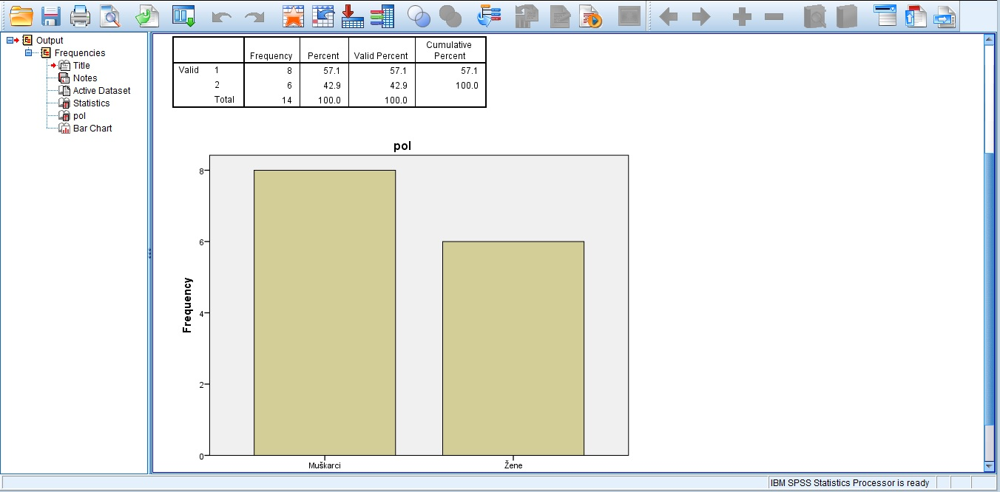 Output
Frequencies
Title
Notes
Active Dataset
Statistics
pol
Bar Chart
Frequency Percent Valid Percent Cumulative Percent
Valid 1 8 57.1 57.1 57.1
2 6 42.9 42.9 100.0
Total 14 100.0 100.0
pol
8
6
4
2
0
Frequency
Muškarci Žene
IBM SPSS Statistics Processor is ready